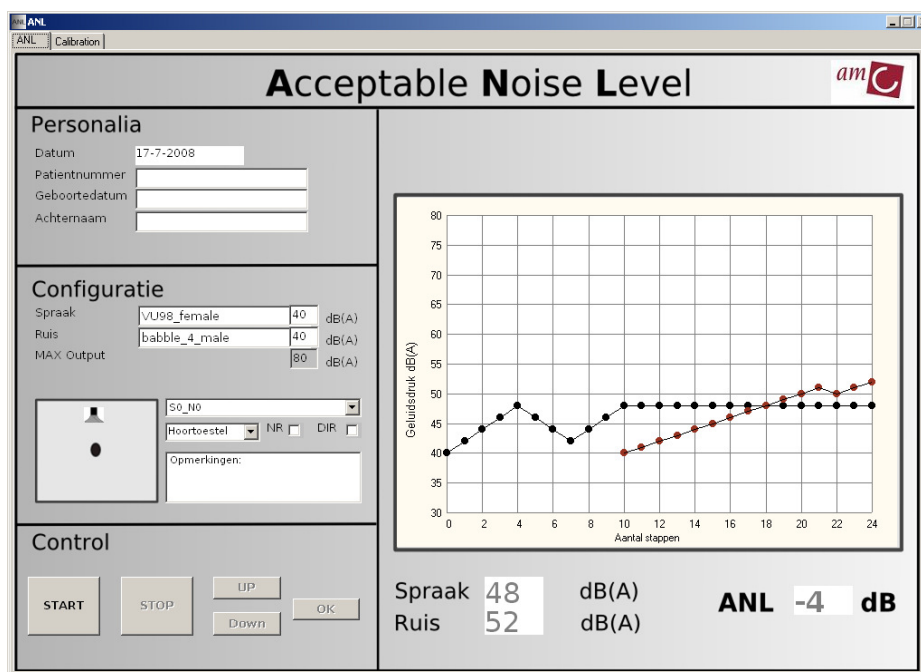 ANL ANL
ANL Calibration
Acceptable Noise Level
amC
Personalia
Datum 17-7-2008
Patientnummer
Geboortedatum
Achternaam
Configuratie
Spraak VU98_female 40 dB(A)
Ruis babble_4_male 40 dB(A)
MAX Output 80 dB(A)
S0_N0
Hoortoestel NR DIR
Opmerkingen:
Control
START STOP UP Down OK
80
75
70
65
60
55
50
45
40
35
30
Geluidsdruk dB(A)
0 2 4 6 8 10 12 14 16 18 20 22 24
Aantal stappen
Spraak 48 dB(A)
Ruis 52 dB(A)
ANL -4 dB